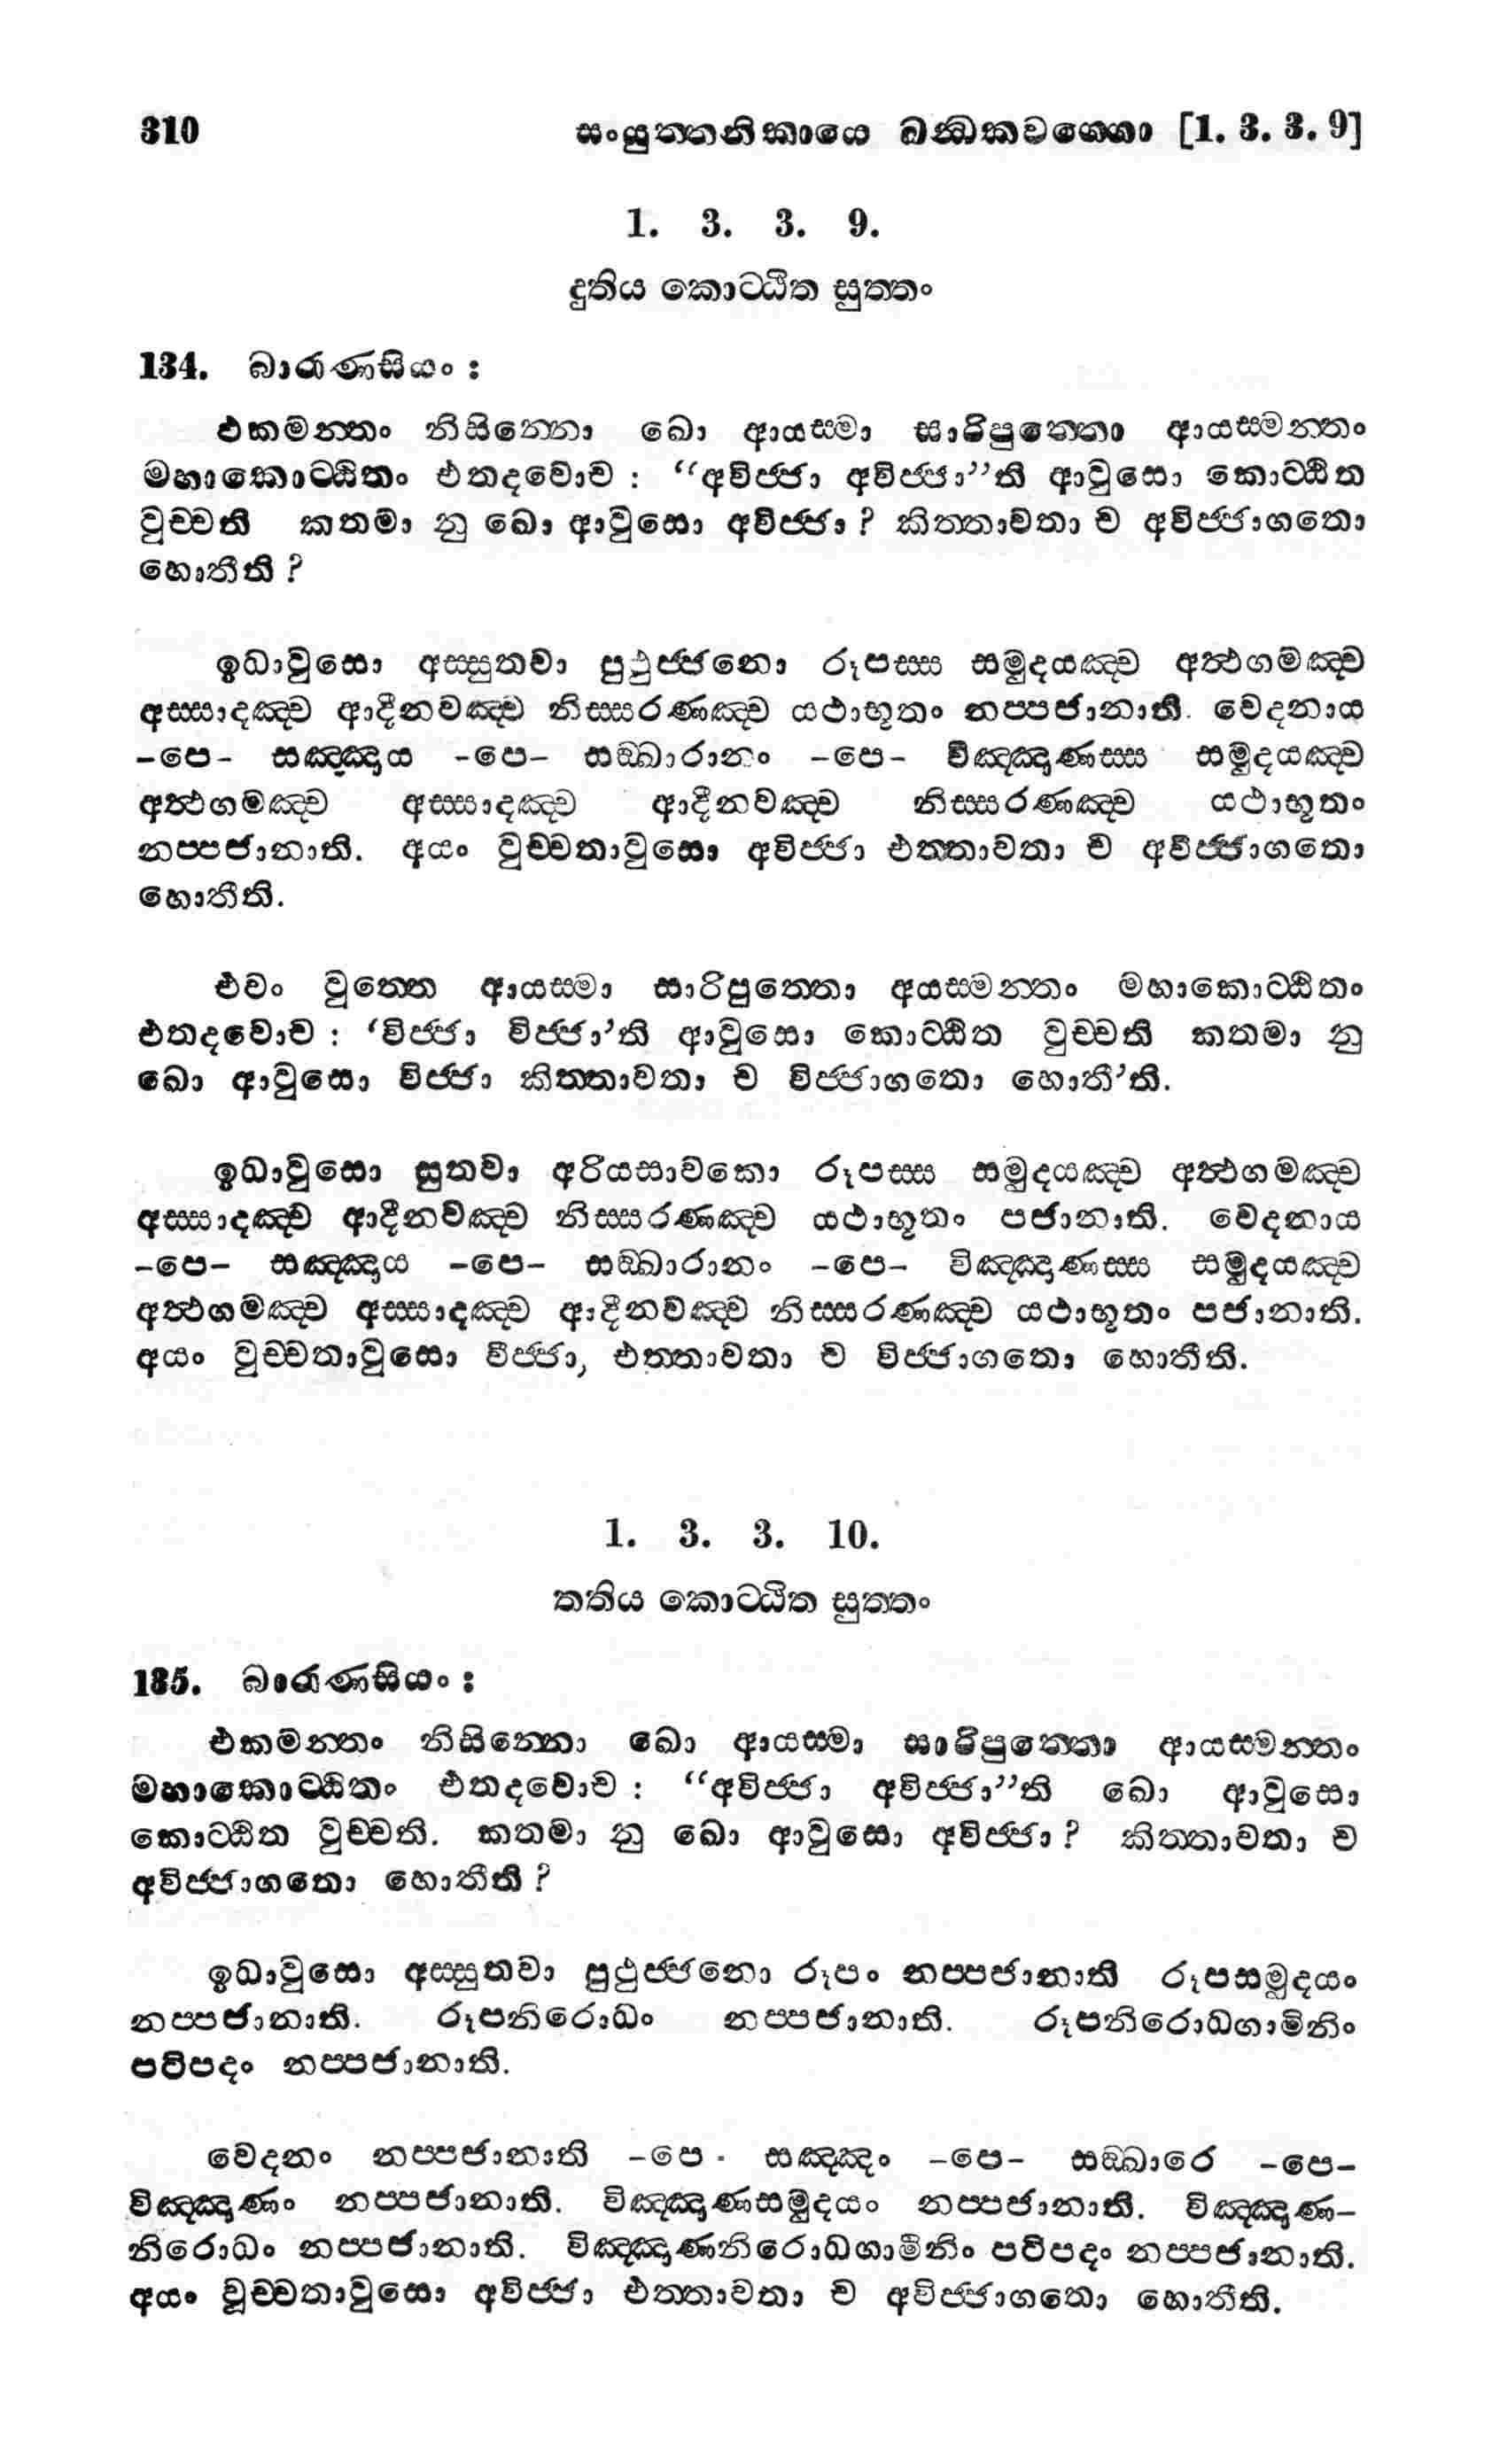 310 සංයුත්තනිකායෙ ඛන්ධකවග්ගො [1. 3. 3. 9]
1. 3. 3. 9.
දුතිය කොට්ඨිත සුත්තං
134. බාරාණසියං :
එකමන්තං නිසින්නො ඛො ආයස්මා සාරිපුත්තො ආයස්මන්තං
මහාකොට්ඨිතං එතදවොච : “අවිජ්ජා අවිජ්ජා”ති ආවුසො කොට්ඨිත
වුච්චති කතමා නු ඛො ආවුසො අවිජ්ජා? කිත්තාවතා ච අවිජ්ජාගතො
හොතීති?
ඉධාවුසො අස්සුතවා පුථුජ්ජනො රූපස්ස සමුදයඤ්ච අත්ථගමඤ්ච
අස්සාදඤ්ච ආදීනවඤ්ච නිස්සරණඤ්ච යථාභූතං නප්පජානාති. වෙදනාය
-පෙ- සඤ්ඤාය -පෙ- සඞ්ඛාරානං -පෙ- විඤ්ඤාණස්ස සමුදයඤ්ච
අත්ථගමඤ්ච අස්සාදඤ්ච ආදීනවඤ්ච නිස්සරණඤ්ච යථාභූතං
නප්පජානාති. අයං වුච්චතාවුසො අවිජ්ජා එත්තාවතා ච අවිජ්ජාගතො
හොතීති.
එවං වුත්තෙ ආයස්මා සාරිපුත්තො අයස්මන්තං මහාකොට්ඨිතං
එතදවොච : ‘විජ්ජා විජ්ජා’ති ආවුසො කොට්ඨිත වුච්චති කතමා නු
ඛො ආවුසො විජ්ජා කිත්තාවතා ච විජ්ජාගතො හොතී’ති.
ඉධාවුසො සුතවා අරියසාවකො රූපස්ස සමුදයඤ්ච අත්ථගමඤ්ච
අස්සාදඤ්ච ආදීනවඤ්ච නිස්සරණඤ්ච යථාභූතං පජානාති. වෙදනාය
-පෙ- සඤ්ඤාය -පෙ- සඞ්ඛාරානං -පෙ- විඤ්ඤාණස්ස සමුදයඤ්ච
අත්ථගමඤ්ච අස්සාදඤ්ච ආදීනවඤ්ච නිස්සරණඤ්ච යථාභූතං පජානාති.
අයං වුච්චතාවුසො විජ්ජා, එත්තාවතා ච විජ්ජාගතො හොතීති.
1. 3. 3. 10.
තතිය කොට්ඨිත සුත්තං
135. බාරාණසියං :
එකමන්තං නිසින්නො ඛො ආයස්මා සාරිපුත්තො ආයස්මන්තං
මහාකොට්ඨිතං එතදවොච : “අවිජ්ජා අවිජ්ජා”ති ඛො ආවුසො
කොට්ඨිත වුච්චති. කතමා නු ඛො ආවුසො අවිජ්ජා? කිත්තාවතා ච
අවිජ්ජාගතො හොතීති?
ඉධාවුසො අස්සුතවා පුථුජ්ජනො රූපං නප්පජානාති රූපසමුදයං
නප්පජානාති. රූපනිරොධං නප්පජානාති. රූපනිරොධගාමිනිං
පටිපදං නප්පජානාති.
වෙදනං නප්පජානාති -පෙ - සඤ්ඤං -පෙ- සඞ්ඛාරෙ -පෙ-
විඤ්ඤාණං නප්පජානාති. විඤ්ඤාණසමුදයං නප්පජානාති. විඤ්ඤාණ-
නිරොධං නප්පජානාති. විඤ්ඤාණනිරොධගාමිනිං පටිපදං නප්පජානාති.
අයං වුච්චතාවුසො අවිජ්ජා එත්තාවතා ච අවිජ්ජාගතො හොතීති.